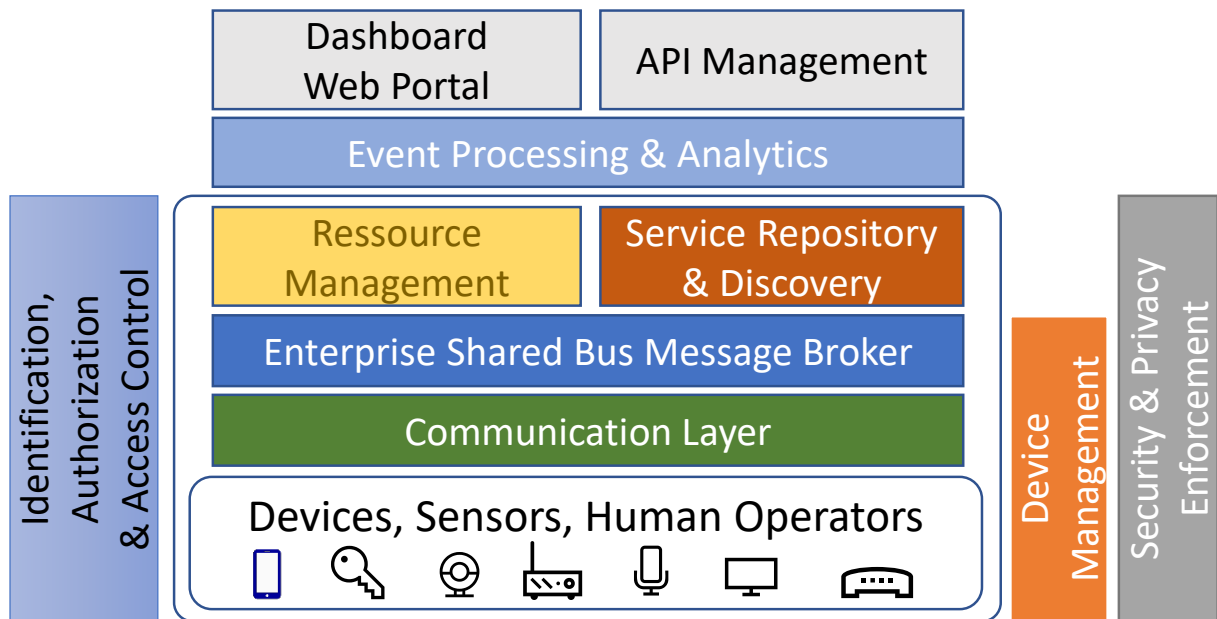 Dashboard
Web Portal
API Management
Event Processing & Analytics
Identification,
Authorization
& Access Control
Ressource
Management
Service Repository
& Discovery
Enterprise Shared Bus Message Broker
Communication Layer
Devices, Sensors, Human Operators
Device
Management
Security & Privacy
Enforcement